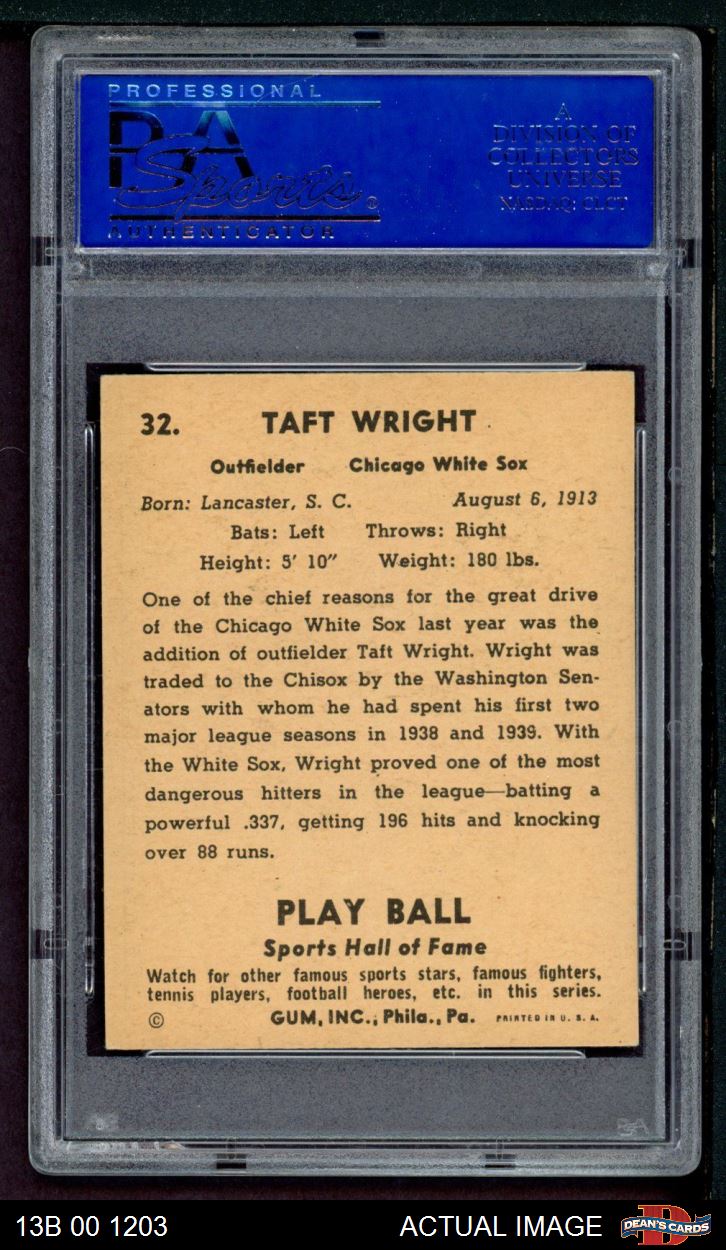 PROFESSIONAL
PSA
Sports®
AUTHENTICATOR
A
DIVISION OF
COLLECTORS
UNIVERSE
NASDAQ: CLCT
32. TAFT WRIGHT
Outfielder Chicago White Sox
Born: Lancaster, S. C. August 6, 1913
Bats: Left Throws: Right
Height: 5' 10" Weight: 180 lbs.
One of the chief reasons for the great drive
of the Chicago White Sox last year was the
addition of outfielder Taft Wright. Wright was
traded to the Chisox by the Washington Sen-
ators with whom he had spent his first two
major league seasons in 1938 and 1939. With
the White Sox, Wright proved one of the most
dangerous hitters in the league—batting a
powerful .337, getting 196 hits and knocking
over 88 runs.
PLAY BALL
Sports Hall of Fame
Watch for other famous sports stars, famous fighters,
tennis players, football heroes, etc. in this series.
© GUM, INC., Phila., Pa. PRINTED IN U. S. A.
PSA
13B 00 1203 ACTUAL IMAGE DEAN'S CARDS